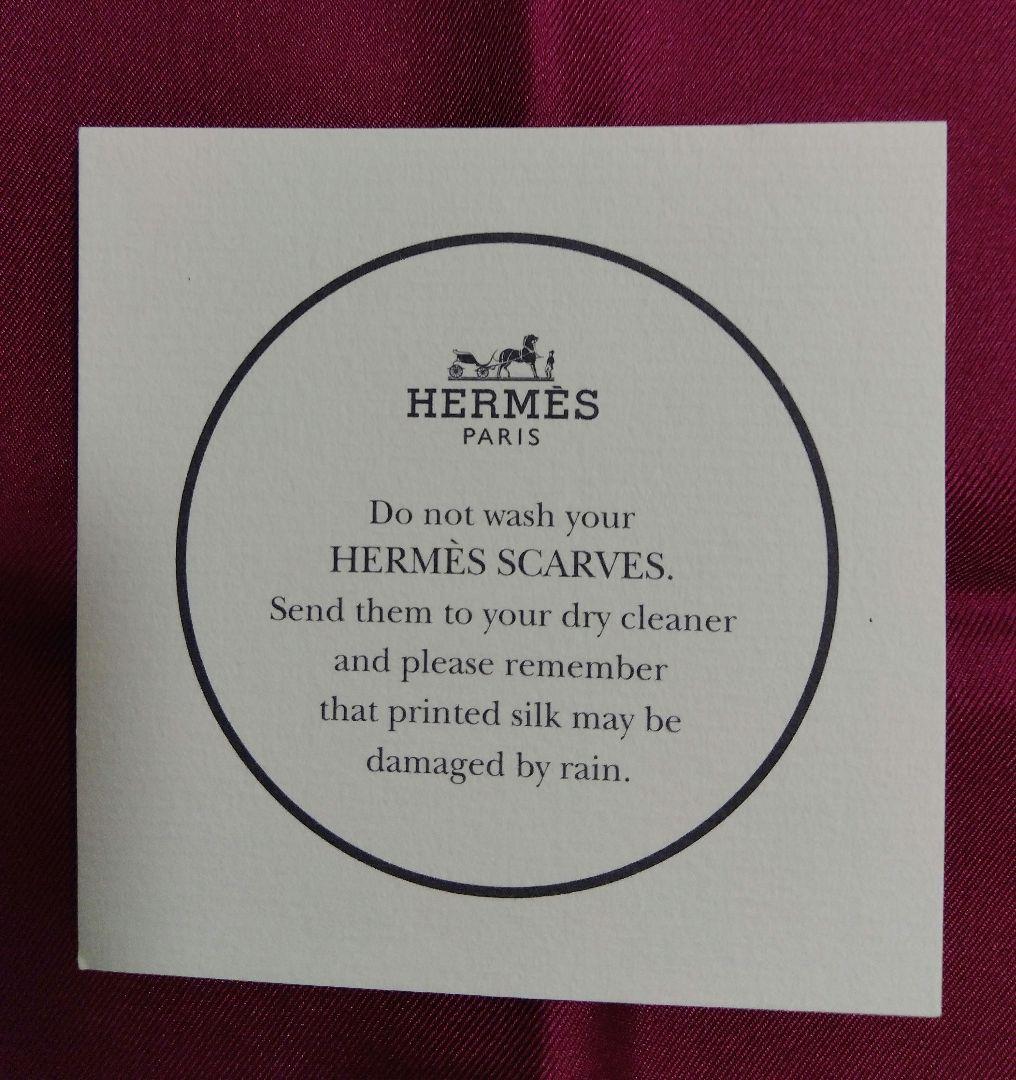 HERMÈS
PARIS
Do not wash your
HERMÈS SCARVES.
Send them to your dry cleaner
and please remember
that printed silk may be
damaged by rain.